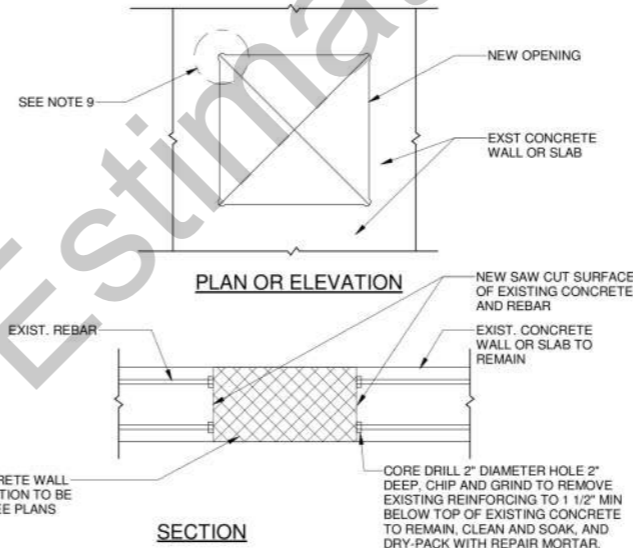 Estimat
SEE NOTE 9
NEW OPENING
EXST CONCRETE
WALL OR SLAB
PLAN OR ELEVATION
NEW SAW CUT SURFACE
OF EXISTING CONCRETE
AND REBAR
EXIST. REBAR
EXIST. CONCRETE
WALL OR SLAB TO
REMAIN
CRETE WALL
TION TO BE
EE PLANS
CORE DRILL 2" DIAMETER HOLE 2"
DEEP, CHIP AND GRIND TO REMOVE
EXISTING REINFORCING TO 1 1/2" MIN
BELOW TOP OF EXISTING CONCRETE
TO REMAIN, CLEAN AND SOAK, AND
DRY-PACK WITH REPAIR MORTAR.
SECTION